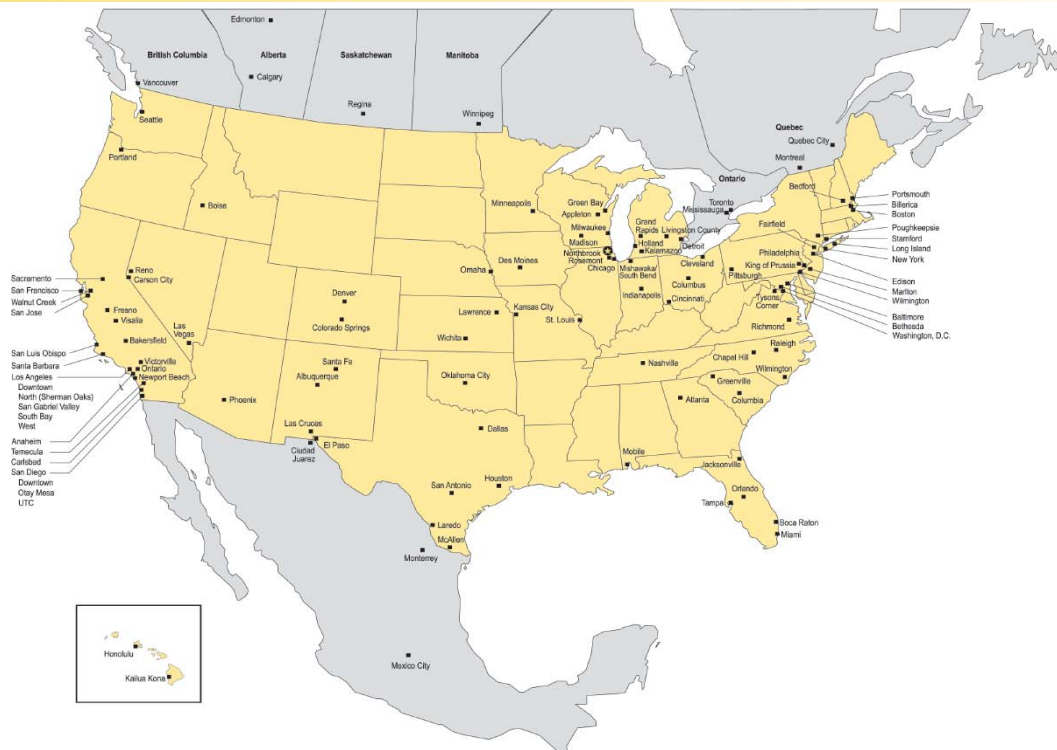 Edmonton
British Columbia
Alberta
Saskatchewan
Manitoba
Vancouver
Calgary
Regina
Winnipeg
Quebec
Quebec City
Montreal
Ontario
Toronto
Mississauga
Seattle
Portland
Boise
Minneapolis
Green Bay
Appleton
Milwaukee
Madison
Northbrook
Rosemont
Chicago
Grand
Rapids
Livingston County
Holland
Kalamazoo
Detroit
Mishawaka/
South Bend
Indianapolis
Cleveland
Columbus
Cincinnati
Bedford
Fairfield
Philadelphia
King of Prussia
Pittsburgh
Tysons
Corner
Richmond
Portsmouth
Billerica
Boston
Poughkeepsie
Stamford
Long Island
New York
Edison
Marlton
Wilmington
Baltimore
Bethesda
Washington, D.C.
Sacramento
San Francisco
Walnut Creek
San Jose
Reno
Carson City
Fresno
Visalia
Bakersfield
Las
Vegas
San Luis Obispo
Santa Barbara
Los Angeles
Downtown
North (Sherman Oaks)
San Gabriel Valley
South Bay
West
Anaheim
Temecula
Carlsbad
San Diego
Downtown
Otay Mesa
UTC
Victorville
Ontario
Newport Beach
Denver
Colorado Springs
Omaha
Des Moines
Lawrence
Kansas City
St. Louis
Wichita
Santa Fe
Albuquerque
Oklahoma City
Phoenix
Las Cruces
El Paso
Ciudad
Juarez
Dallas
San Antonio
Houston
Laredo
McAllen
Monterrey
Mexico City
Nashville
Chapel Hill
Raleigh
Wilmington
Greenville
Columbia
Atlanta
Mobile
Jacksonville
Orlando
Tampa
Boca Raton
Miami
Honolulu
Kailua Kona